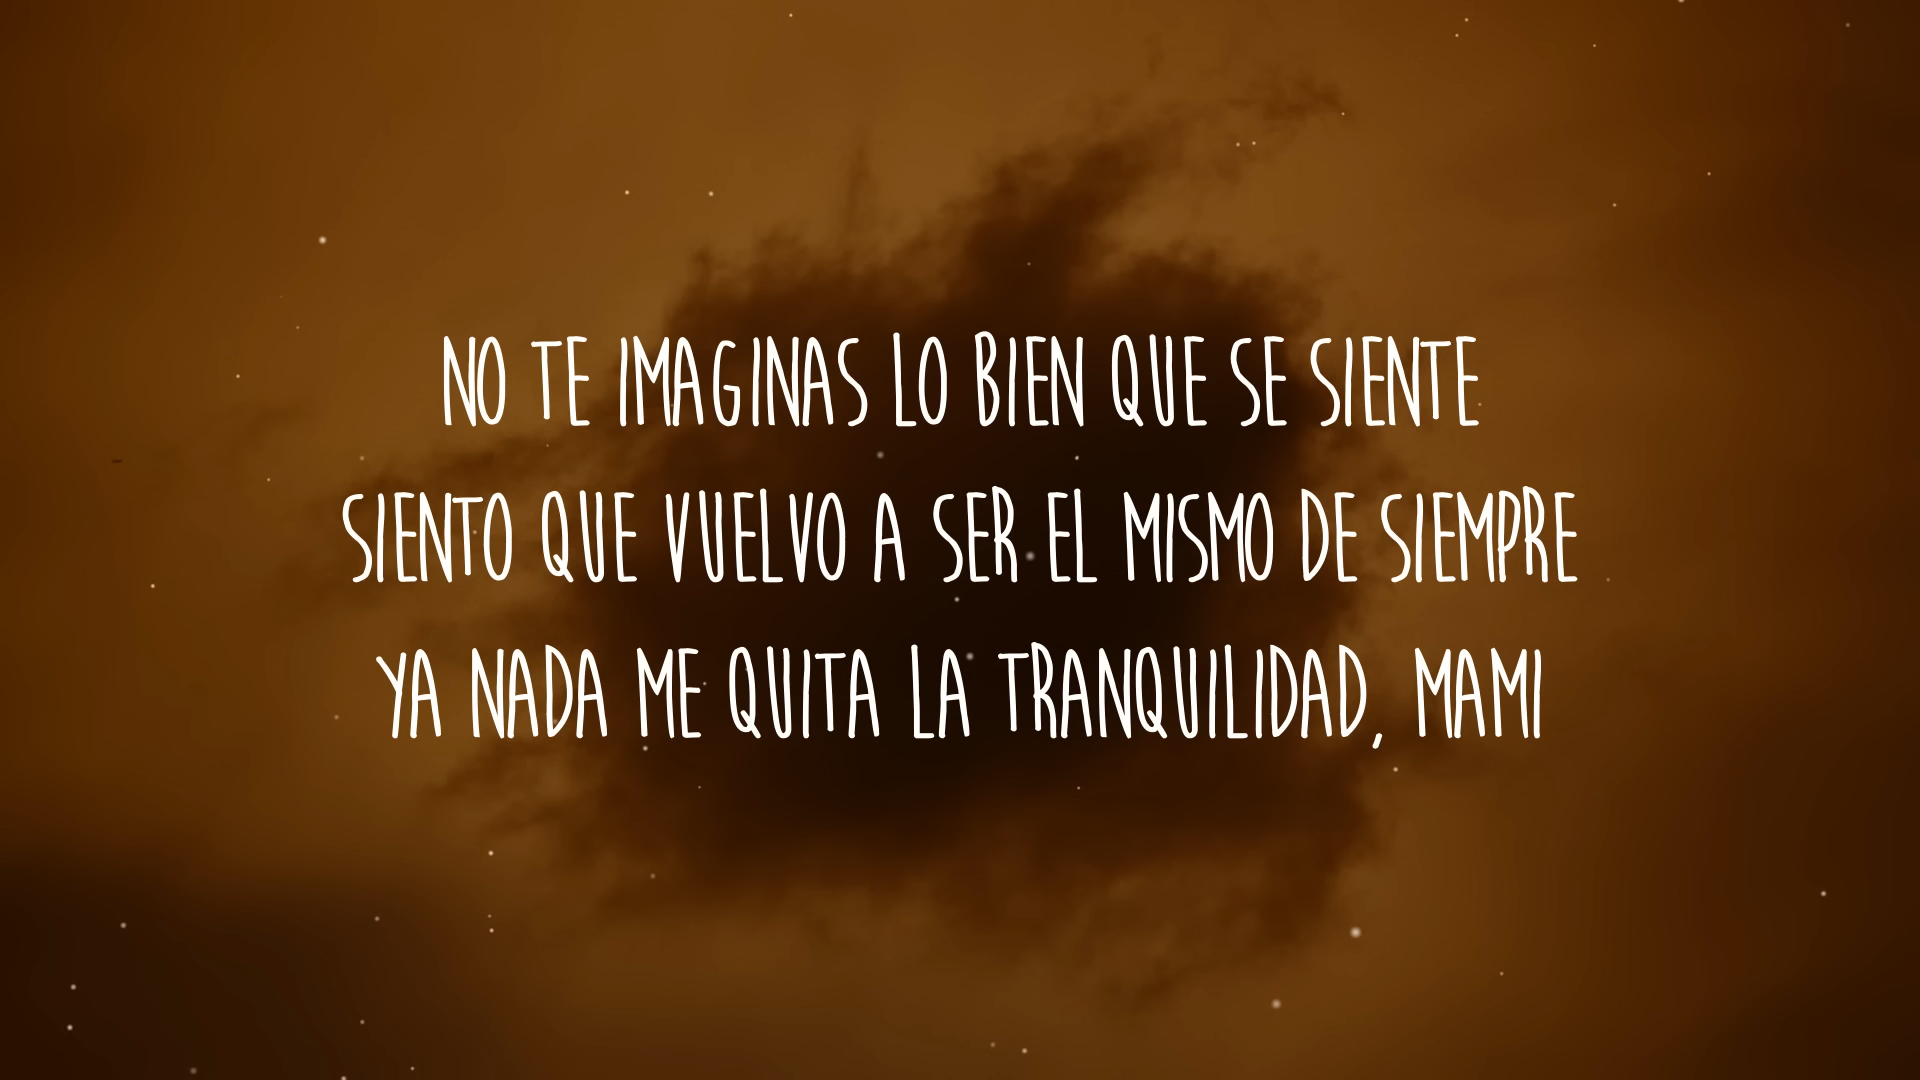 NO TE IMAGINAS LO BIEN QUE SE SIENTE
SIENTO QUE VUELVO A SER EL MISMO DE SIEMPRE
YA NADA ME QUITA LA TRANQUILIDAD, MAMI